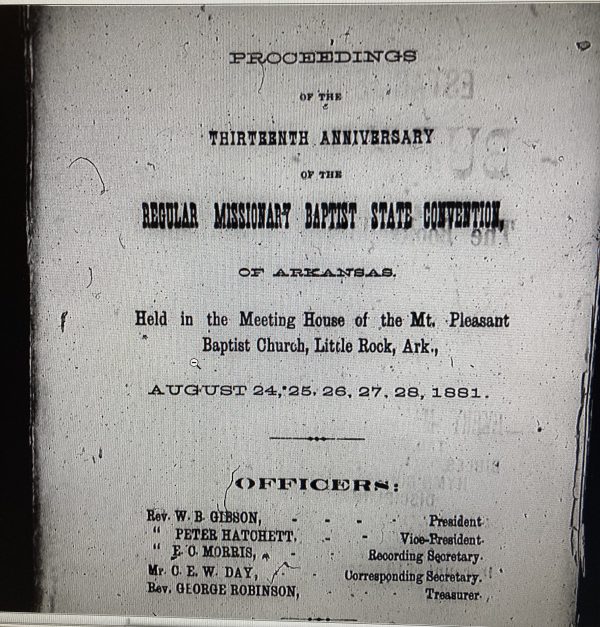 PROCEEDINGS
OF THE
THIRTEENTH ANNIVERSARY
OF THE
REGULAR MISSIONARY BAPTIST STATE CONVENTION,
OF ARKANSAS.
Held in the Meeting House of the Mt. Pleasant
Baptist Church, Little Rock, Ark.,
AUGUST 24, 25, 26, 27, 28, 1881.
OFFICERS:
Rev. W. B. GIBSON, - - - - President.
" PETER HATCHETT, - - Vice-President.
" E. C. MORRIS, - - Recording Secretary.
Mr. C. E. W. DAY, - - Corresponding Secretary.
Rev. GEORGE ROBINSON, - - Treasurer.